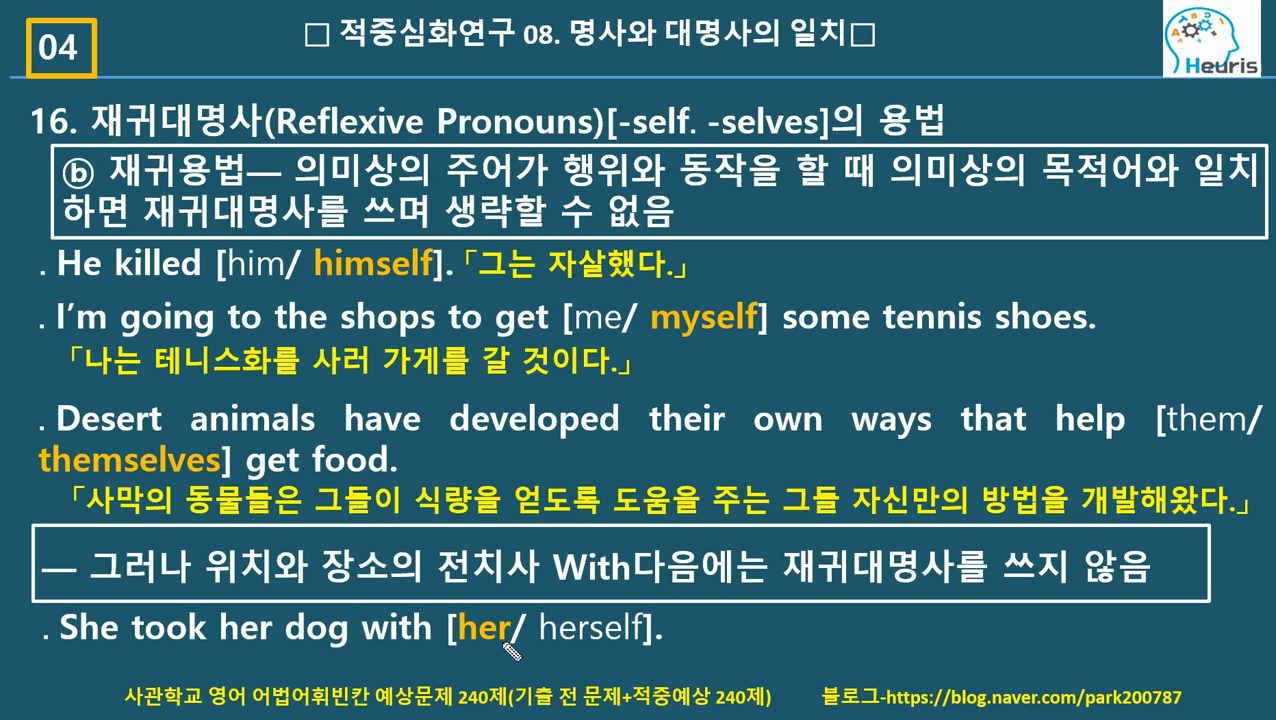 04
□ 적중심화연구 08. 명사와 대명사의 일치□
Heuris
16. 재귀대명사(Reflexive Pronouns)[-self. -selves]의 용법
ⓑ 재귀용법— 의미상의 주어가 행위와 동작을 할 때 의미상의 목적어와 일치
하면 재귀대명사를 쓰며 생략할 수 없음
. He killed [him/ himself].「그는 자살했다.」
. I’m going to the shops to get [me/ myself] some tennis shoes.
「나는 테니스화를 사러 가게를 갈 것이다.」
. Desert animals have developed their own ways that help [them/
themselves] get food.
「사막의 동물들은 그들이 식량을 얻도록 도움을 주는 그들 자신만의 방법을 개발해왔다.」
— 그러나 위치와 장소의 전치사 With다음에는 재귀대명사를 쓰지 않음
. She took her dog with [her/ herself].
사관학교 영어 어법어휘빈칸 예상문제 240제(기출 전 문제+적중예상 240제) 블로그-https://blog.naver.com/park200787